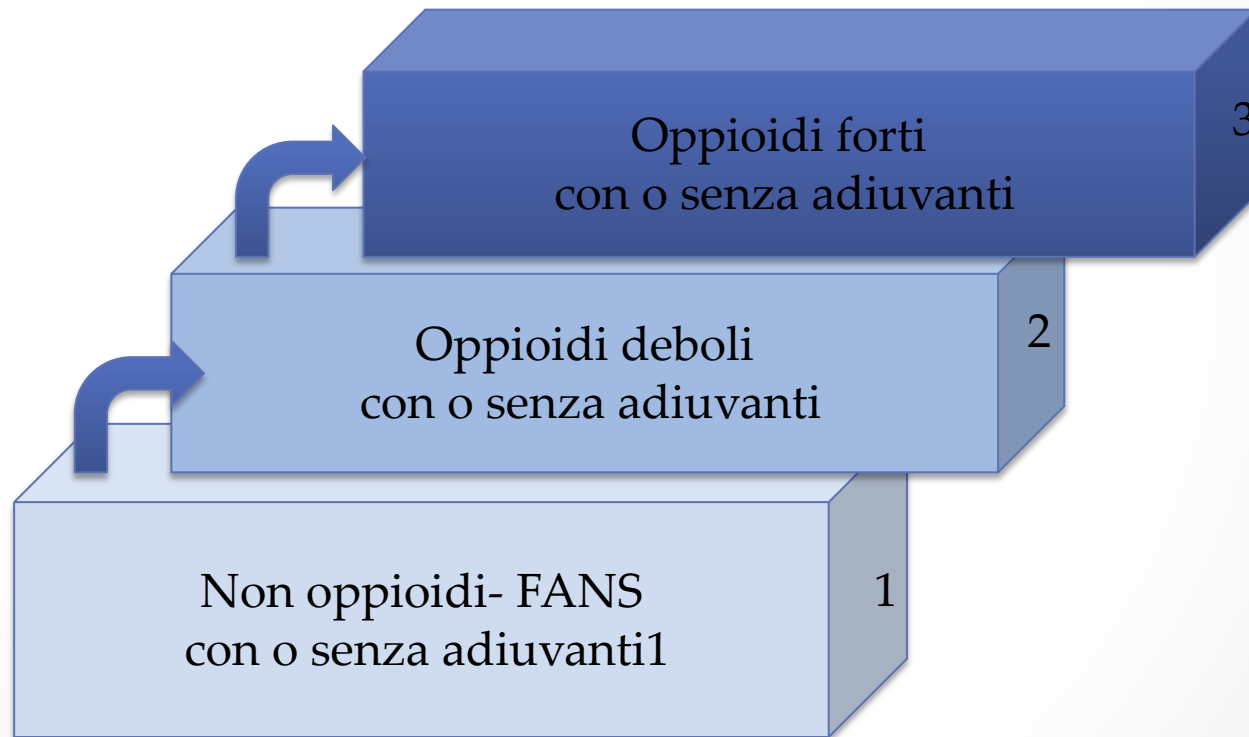 Oppioidi forti
con o senza adiuvanti
3
Oppioidi deboli
con o senza adiuvanti
2
Non oppioidi- FANS
con o senza adiuvanti1
1